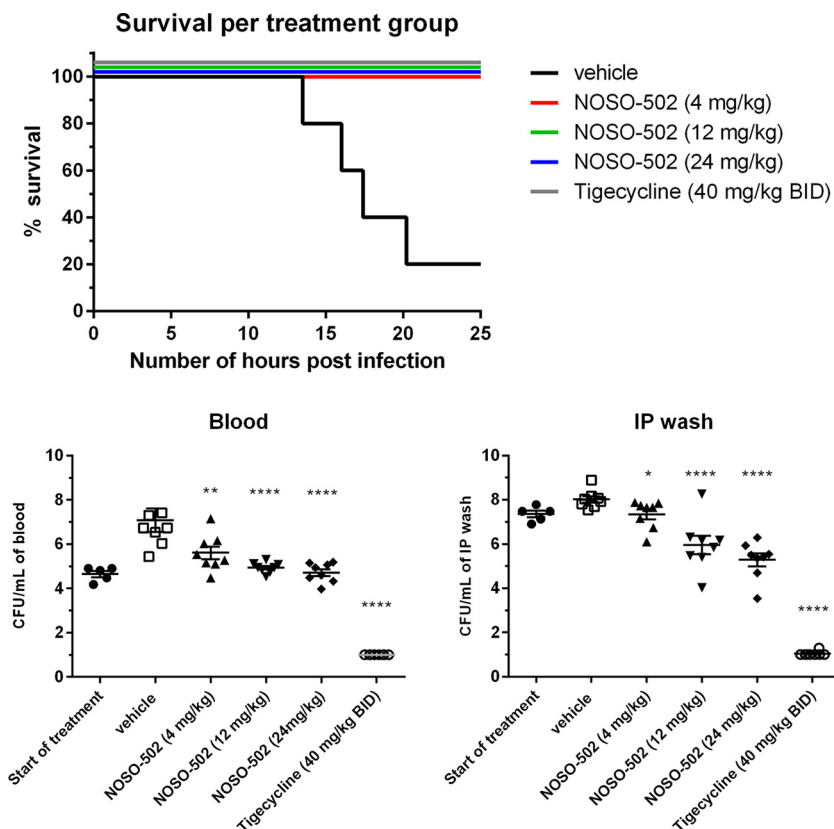 Survival per treatment group
% survival
100
80
60
40
20
0
0 5 10 15 20 25
Number of hours post infection
vehicle
NOSO-502 (4 mg/kg)
NOSO-502 (12 mg/kg)
NOSO-502 (24 mg/kg)
Tigecycline (40 mg/kg BID)
Blood
CFU/mL of blood
10
8
6
4
2
0
**
****
****
****
Start of treatment
vehicle
NOSO-502 (4 mg/kg)
NOSO-502 (12 mg/kg)
NOSO-502 (24mg/kg)
Tigecycline (40 mg/kg BID)
IP wash
CFU/mL of IP wash
10
8
6
4
2
0
*
****
****
****
Start of treatment
vehicle
NOSO-502 (4 mg/kg)
NOSO-502 (12 mg/kg)
NOSO-502 (24 mg/kg)
Tigecycline (40 mg/kg BID)